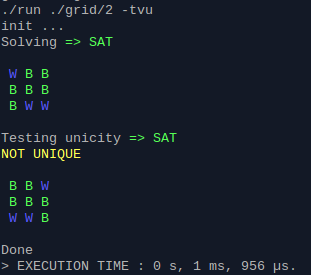 ./run ./grid/2 -tvu
init ...
Solving => SAT
W B B
B B B
B W W
Testing unicity => SAT
NOT UNIQUE
B B W
B B B
W W B
Done
> EXECUTION TIME : 0 s, 1 ms, 956 µs.